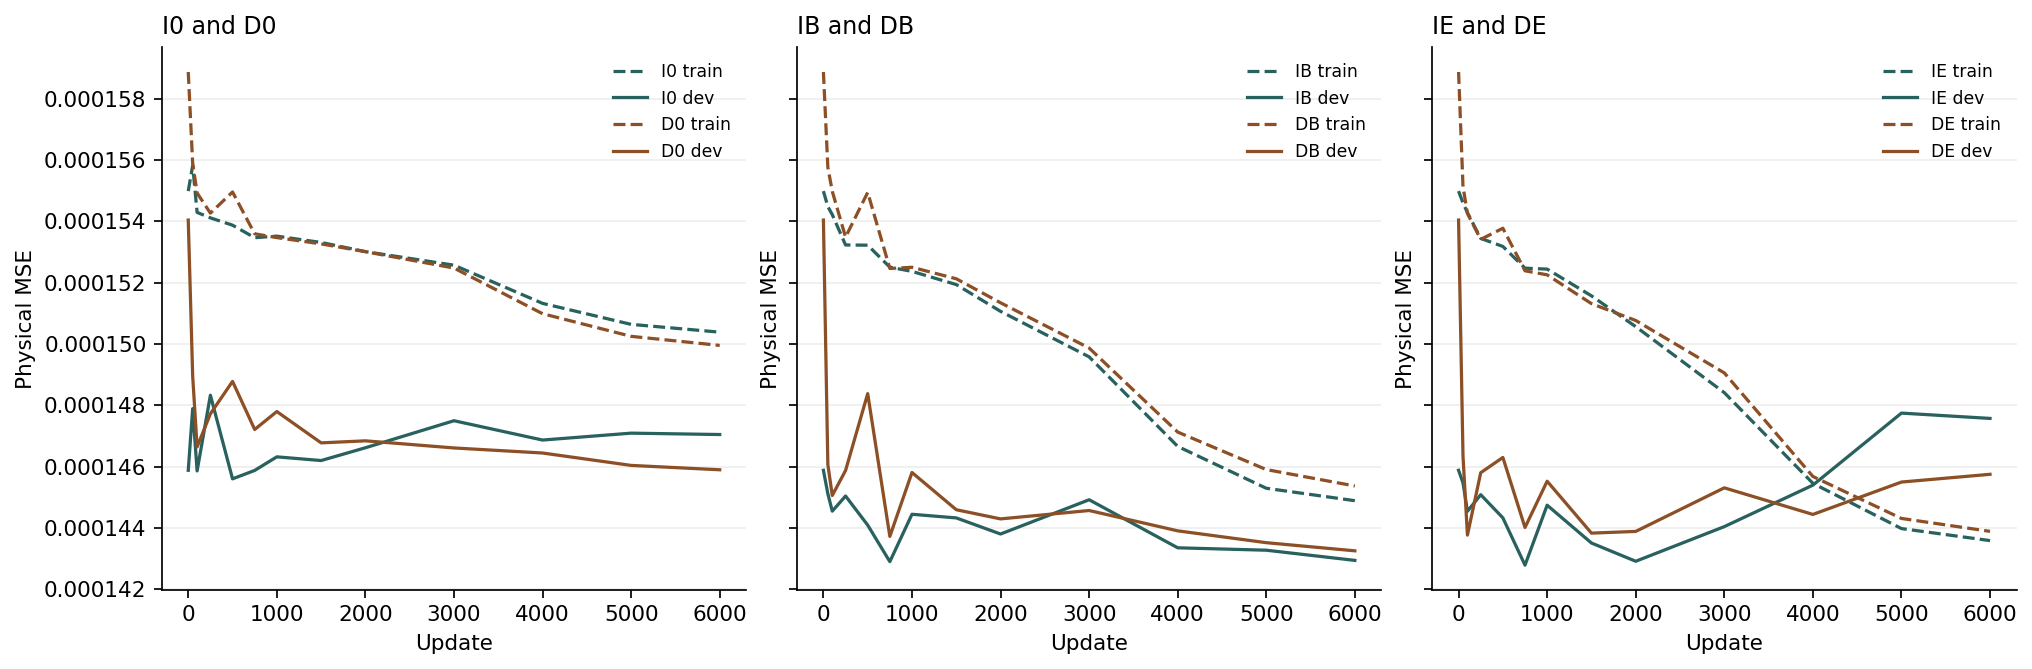 I0 and D0
IB and DB
IE and DE
I0 train
I0 dev
D0 train
D0 dev
IB train
IB dev
DB train
DB dev
IE train
IE dev
DE train
DE dev
Physical MSE
0.000158
0.000156
0.000154
0.000152
0.000150
0.000148
0.000146
0.000144
0.000142
Physical MSE
Physical MSE
0 1000 2000 3000 4000 5000 6000
0 1000 2000 3000 4000 5000 6000
0 1000 2000 3000 4000 5000 6000
Update
Update
Update